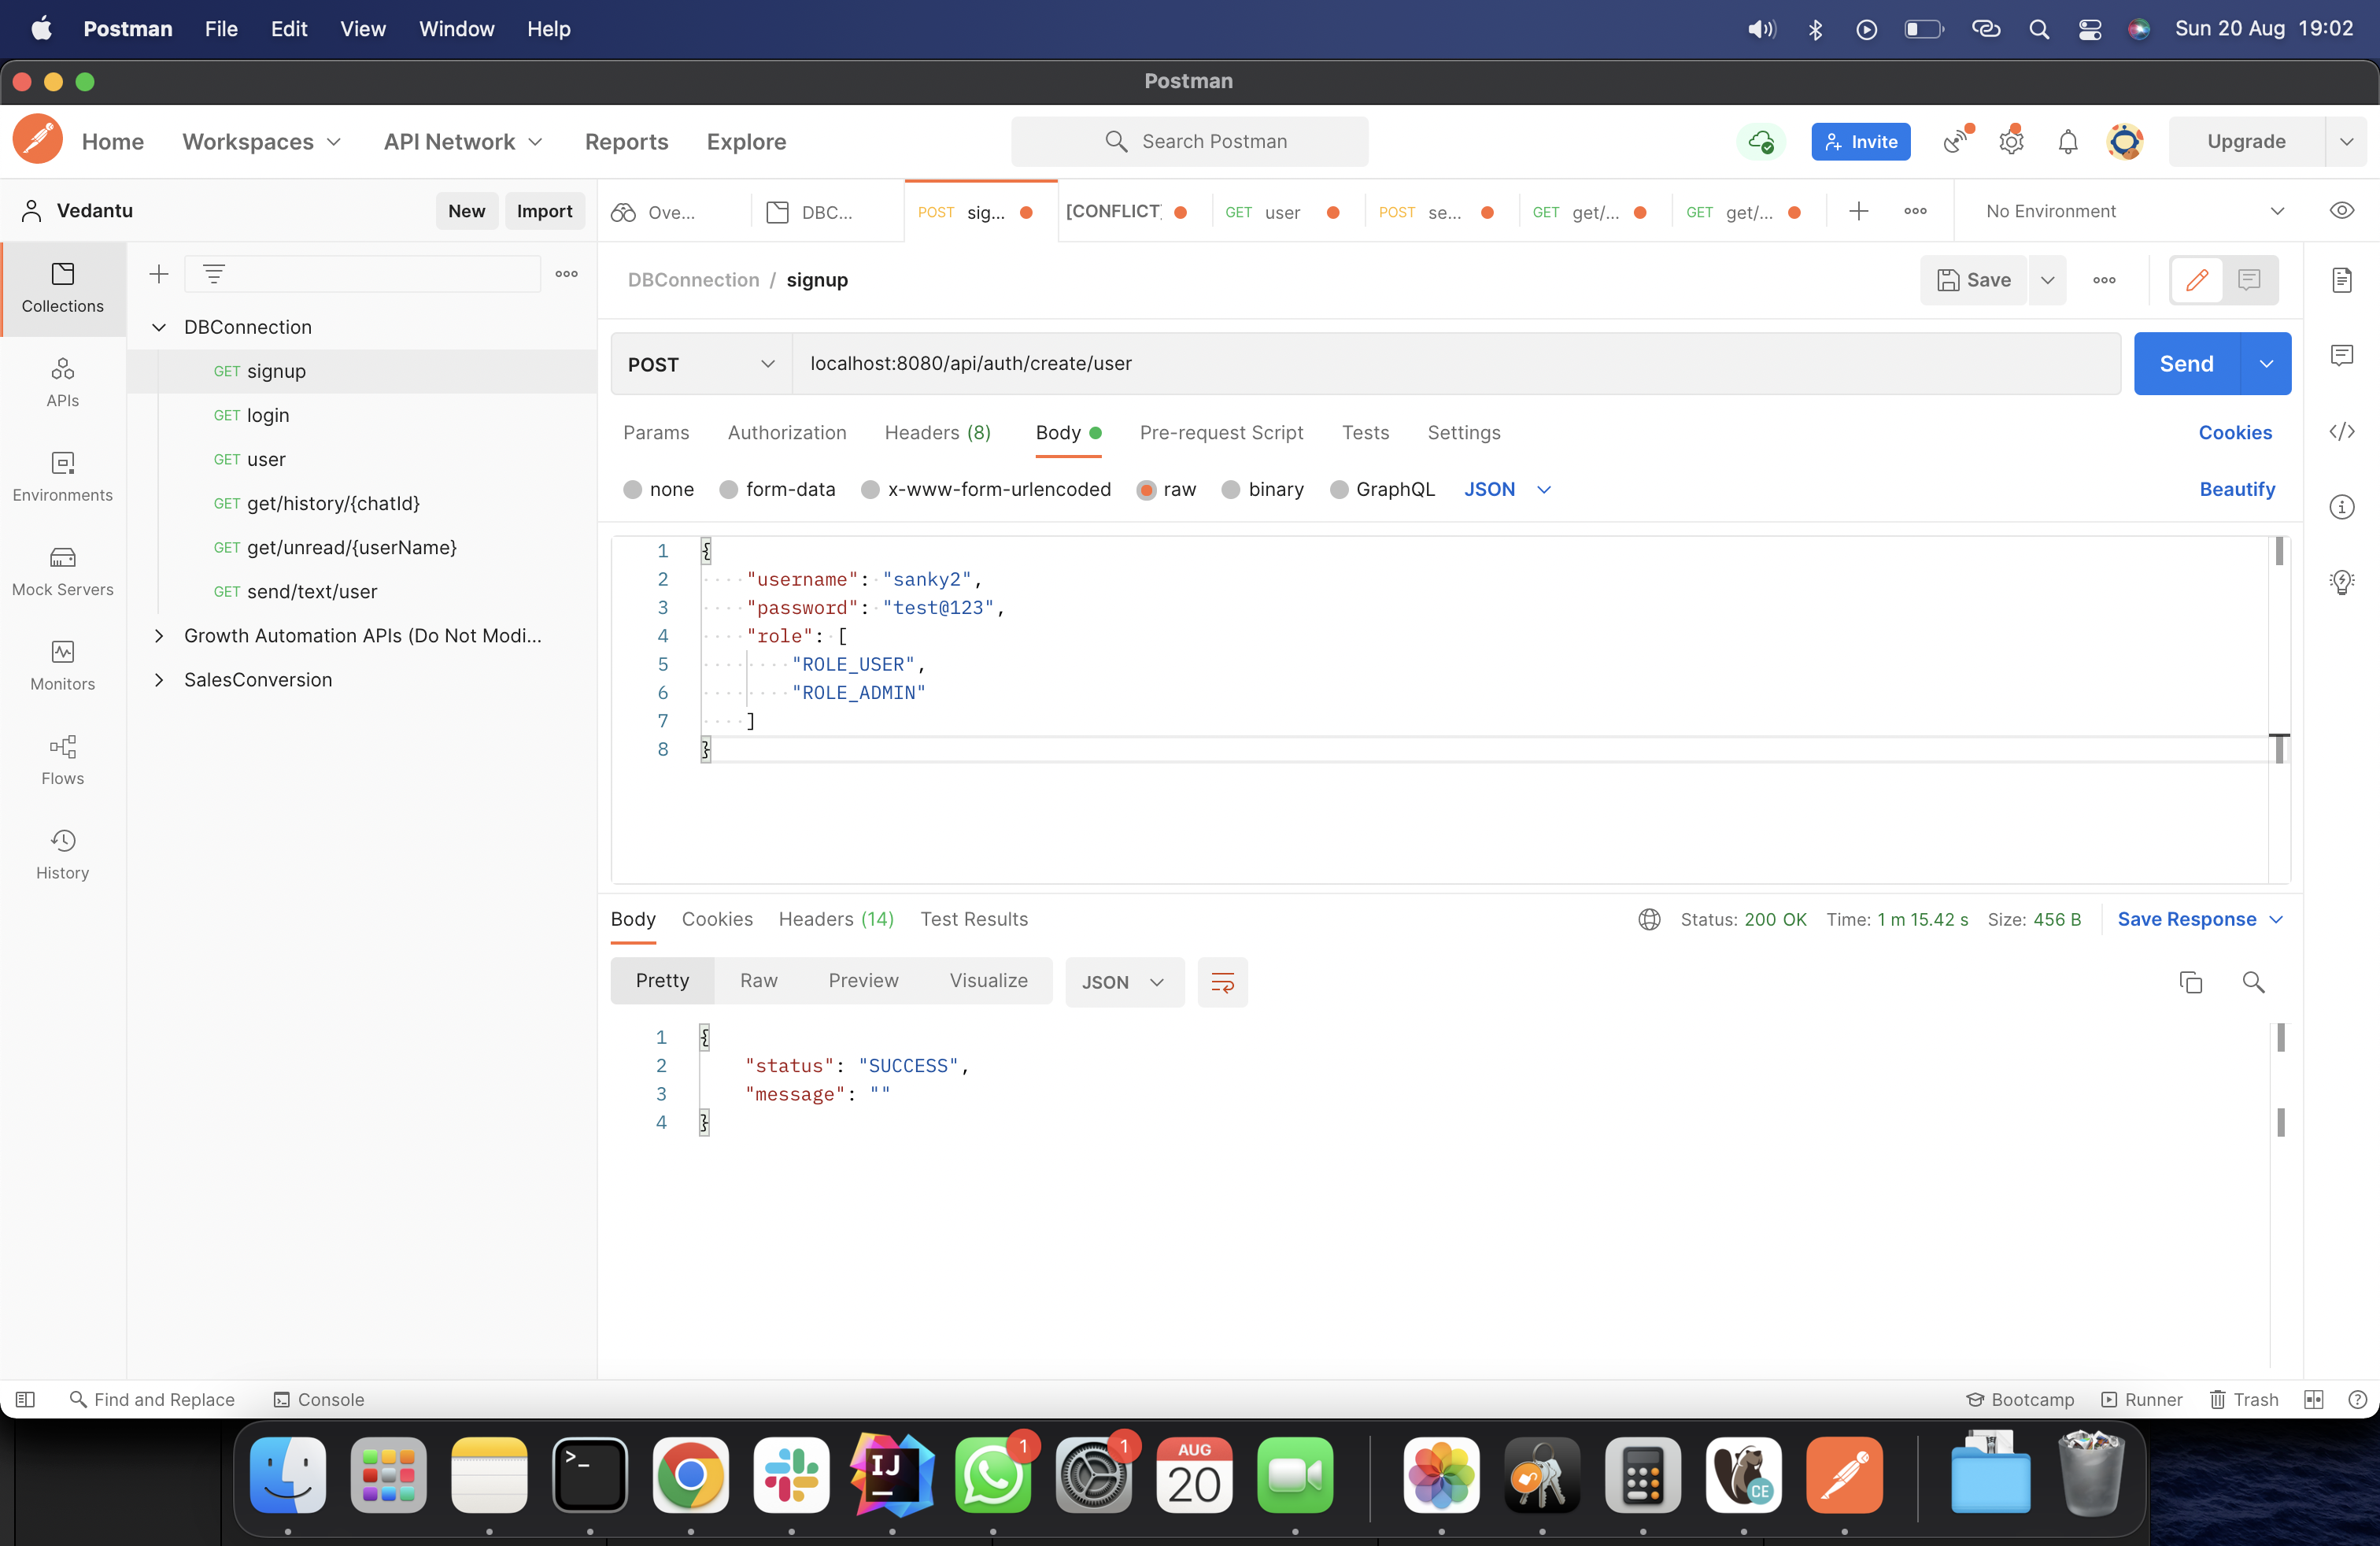 Postman File Edit View Window Help Sun 20 Aug 19:02
Postman
Home Workspaces API Network Reports Explore Search Postman Invite Upgrade
Vedantu New Import Ove... DBC... POST sig... [CONFLICT] GET user POST se... GET get/... GET get/... No Environment
Collections
DBConnection / signup Save
DBConnection
GET signup
GET login
GET user
GET get/history/{chatId}
GET get/unread/{userName}
GET send/text/user
Growth Automation APIs (Do Not Modi...
SalesConversion
APIs
Environments
Mock Servers
Monitors
Flows
History
POST localhost:8080/api/auth/create/user Send
Params Authorization Headers (8) Body Pre-request Script Tests Settings Cookies
none form-data x-www-form-urlencoded raw binary GraphQL JSON Beautify
1 {
2 "username": "sanky2",
3 "password": "test@123",
4 "role": [
5 "ROLE_USER",
6 "ROLE_ADMIN"
7 ]
8 }
Body Cookies Headers (14) Test Results Status: 200 OK Time: 1 m 15.42 s Size: 456 B Save Response
Pretty Raw Preview Visualize JSON
1 {
2 "status": "SUCCESS",
3 "message": ""
4 }
Find and Replace Console Bootcamp Runner Trash
>_ IJ 1 1 AUG 20 CE